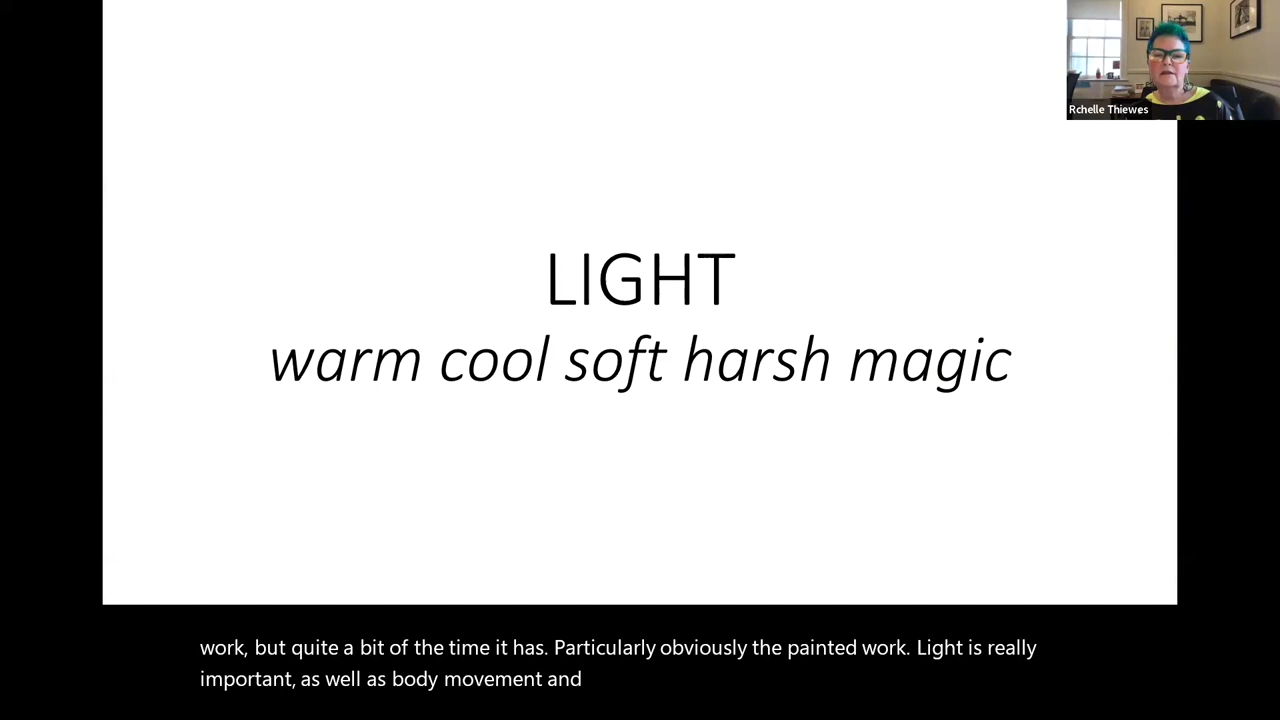 Rchelle Thiewes
LIGHT
warm cool soft harsh magic
work, but quite a bit of the time it has. Particularly obviously the painted work. Light is really
important, as well as body movement and